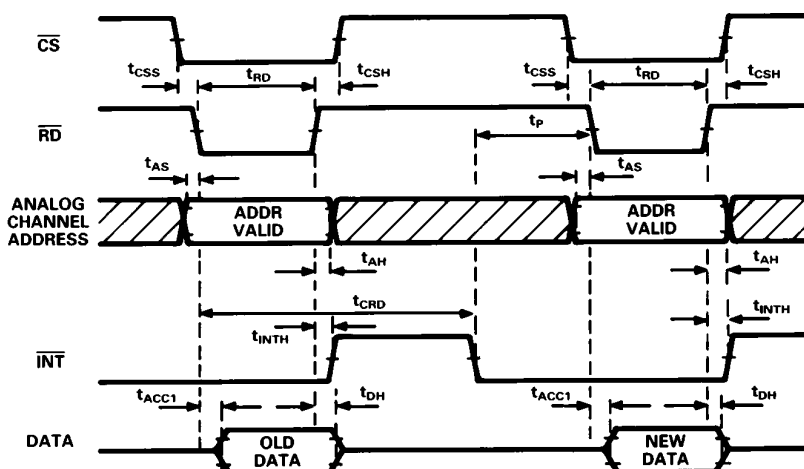 CS
tCSS tRD tCSH tCSS tRD tCSH
RD
tP
tAS tAS
ANALOG
CHANNEL
ADDRESS
ADDR
VALID
ADDR
VALID
tAH tAH
tCRD
tINTH tINTH
INT
tACC1 tDH tACC1 tDH
DATA
OLD
DATA
NEW
DATA